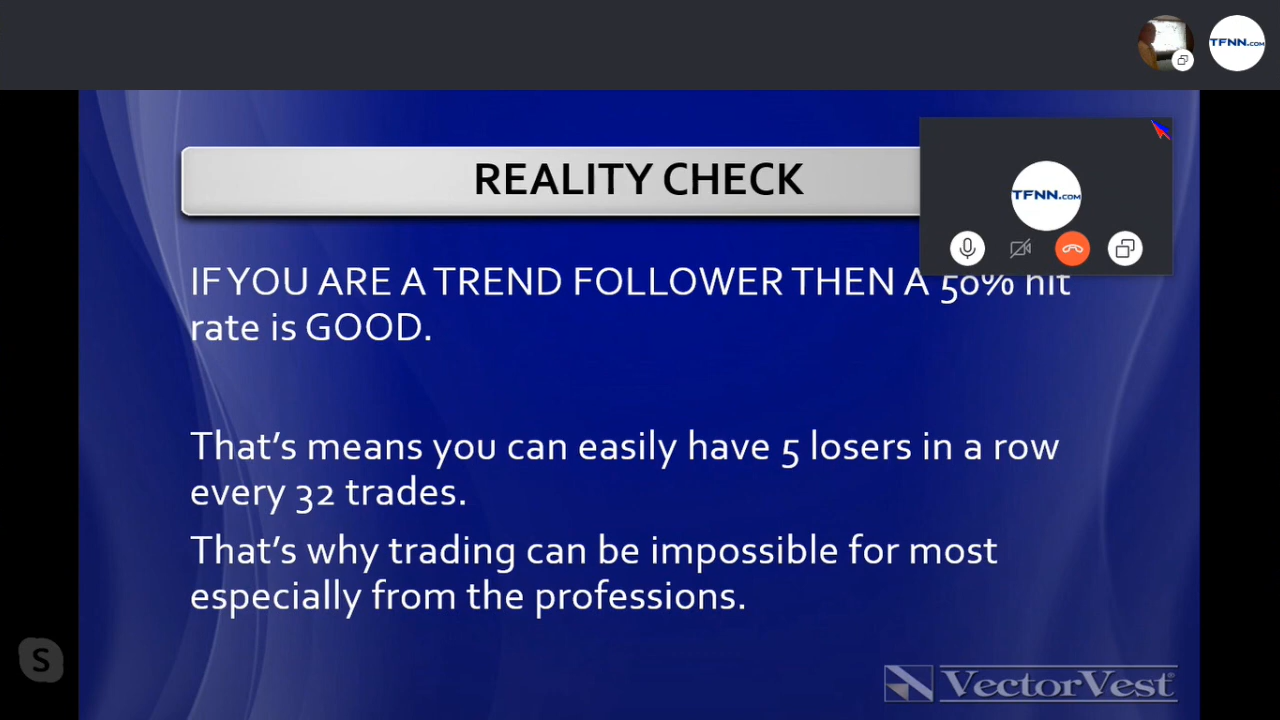 TFNN.COM
REALITY CHECK
TFNN.COM
IF YOU ARE A TREND FOLLOWER THEN A 50% hit
rate is GOOD.
That's means you can easily have 5 losers in a row
every 32 trades.
That's why trading can be impossible for most
especially from the professions.
S
VectorVest®